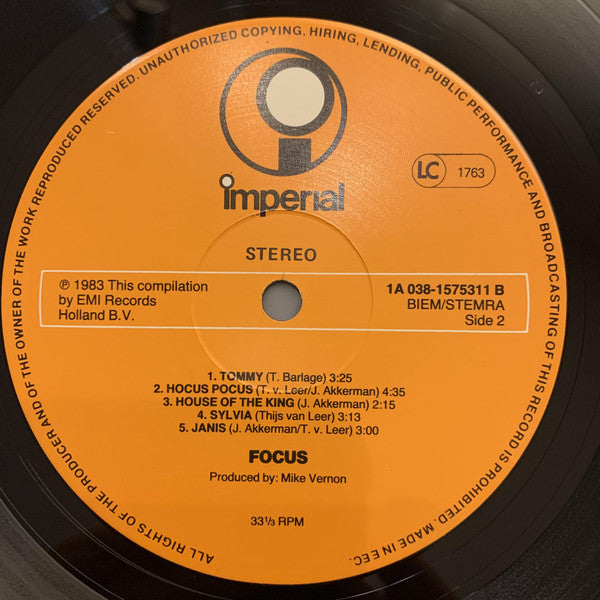 ALL RIGHTS OF THE PRODUCER AND OF THE OWNER OF THE WORK REPRODUCED RESERVED. UNAUTHORIZED COPYING, HIRING, LENDING, PUBLIC PERFORMANCE AND BROADCASTING OF THIS RECORD IS PROHIBITED. MADE IN EEC.
imperial
LC 1763
STEREO
℗ 1983 This compilation
by EMI Records
Holland B.V.
1A 038-1575311 B
BIEM/STEMRA
Side 2
1. TOMMY (T. Barlage) 3:25
2. HOCUS POCUS (T. v. Leer/J. Akkerman) 4:35
3. HOUSE OF THE KING (J. Akkerman) 2:15
4. SYLVIA (Thijs van Leer) 3:13
5. JANIS (J. Akkerman/T. v. Leer) 3:00
FOCUS
Produced by: Mike Vernon
33⅓ RPM